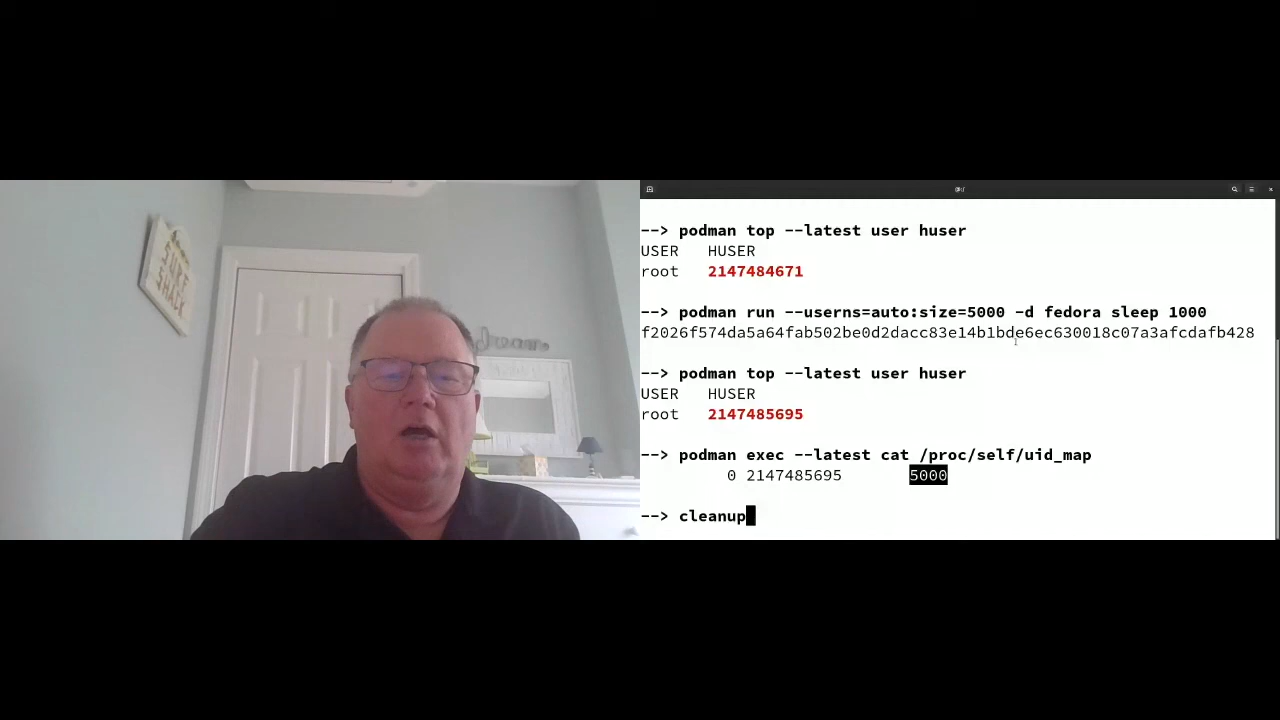 SURF
SHACK
--> podman top --latest user huser
USER   HUSER
root   2147484671
--> podman run --userns=auto:size=5000 -d fedora sleep 1000
f2026f574da5a64fab502be0d2dacc83e14b1bde6ec630018c07a3afcdafb428
--> podman top --latest user huser
USER   HUSER
root   2147485695
--> podman exec --latest cat /proc/self/uid_map
         0 2147485695       5000
--> cleanup